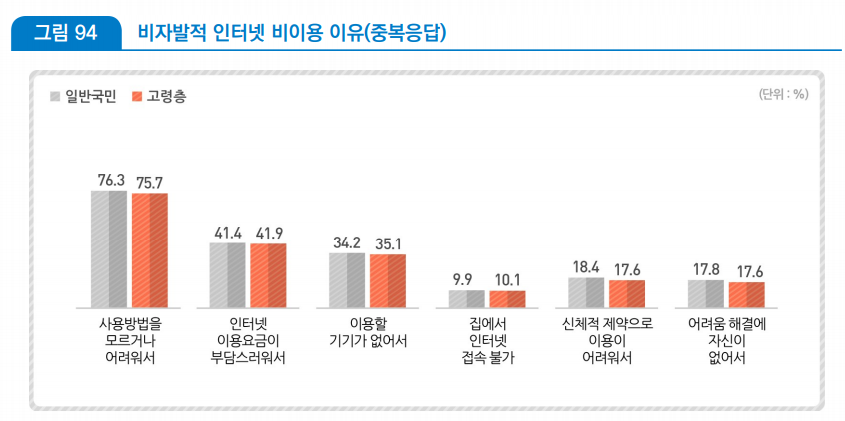 그림 94 비자발적 인터넷 비이용 이유(중복응답)
일반국민 고령층 (단위 : %)
76.3 75.7
41.4 41.9
34.2 35.1
9.9 10.1
18.4 17.6
17.8 17.6
사용방법을
모르거나
어려워서
인터넷
이용요금이
부담스러워서
이용할
기기가 없어서
집에서
인터넷
접속 불가
신체적 제약으로
이용이
어려워서
어려움 해결에
자신이
없어서